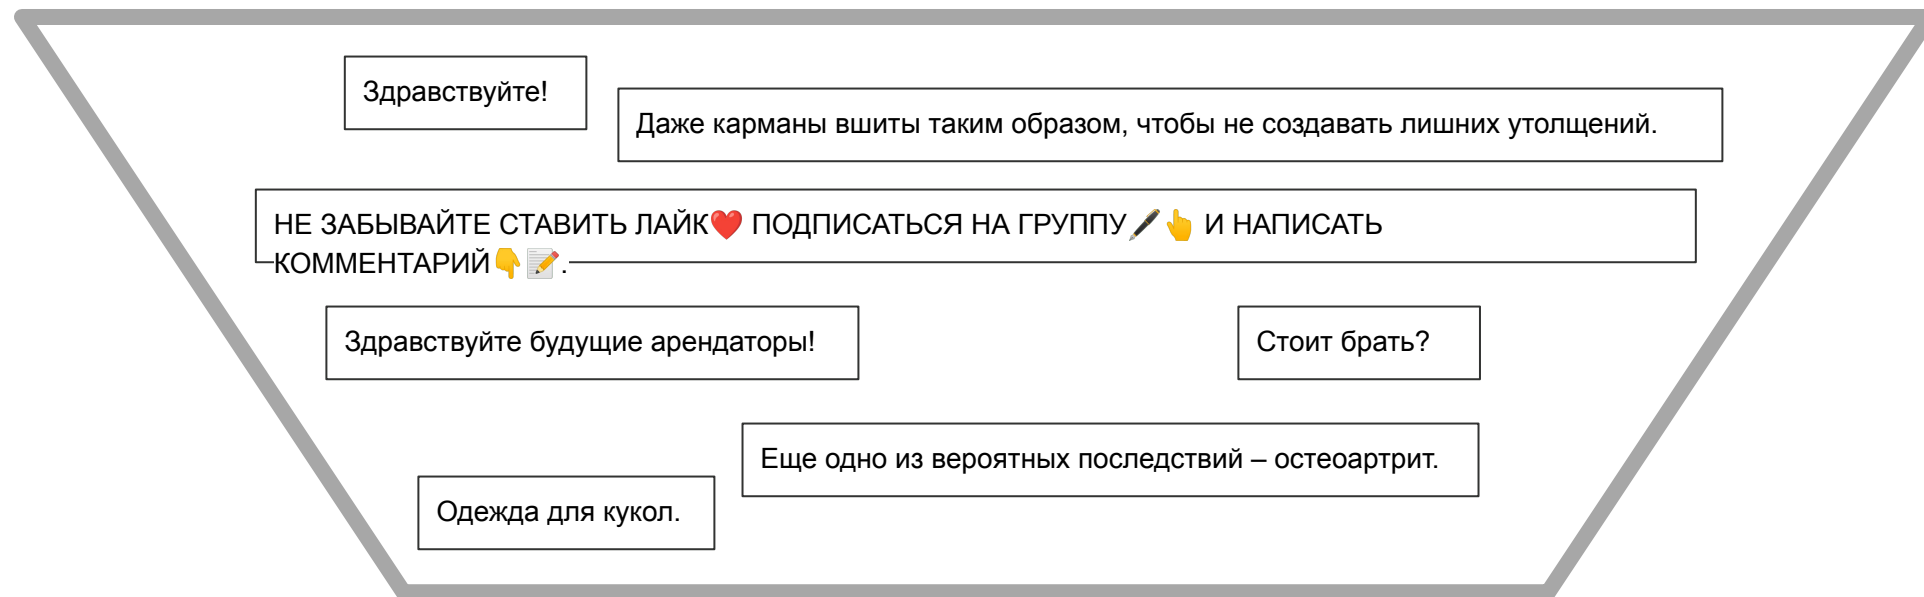 Здравствуйте!
Даже карманы вшиты таким образом, чтобы не создавать лишних утолщений.
НЕ ЗАБЫВАЙТЕ СТАВИТЬ ЛАЙК❤️ ПОДПИСАТЬСЯ НА ГРУППУ🖋️👆 И НАПИСАТЬ
КОММЕНТАРИЙ👇📝.
Здравствуйте будущие арендаторы!
Стоит брать?
Еще одно из вероятных последствий – остеоартрит.
Одежда для кукол.